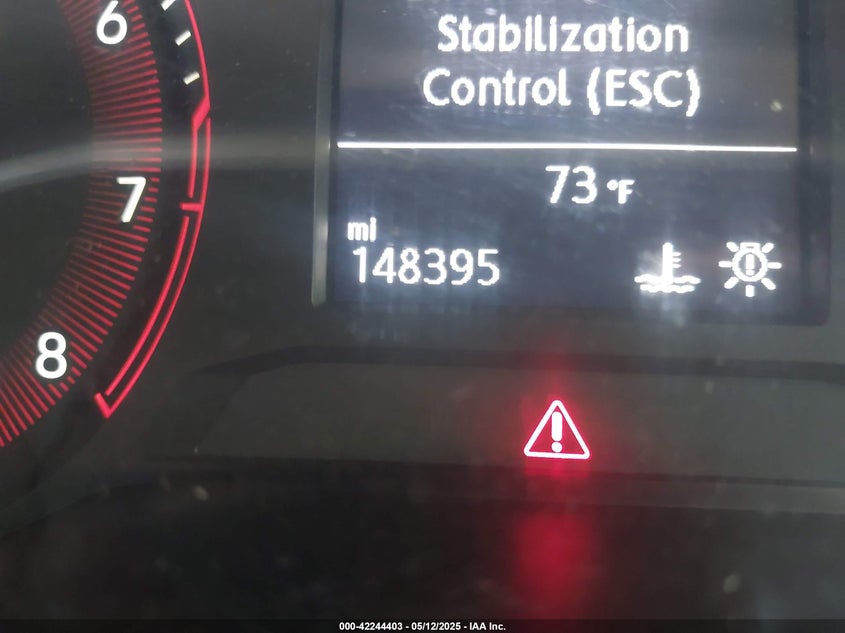 6
Stabilization
Control (ESC)
7
73 °F
mi
148395
8
000-42244403 - 05/12/2025 - IAA Inc.